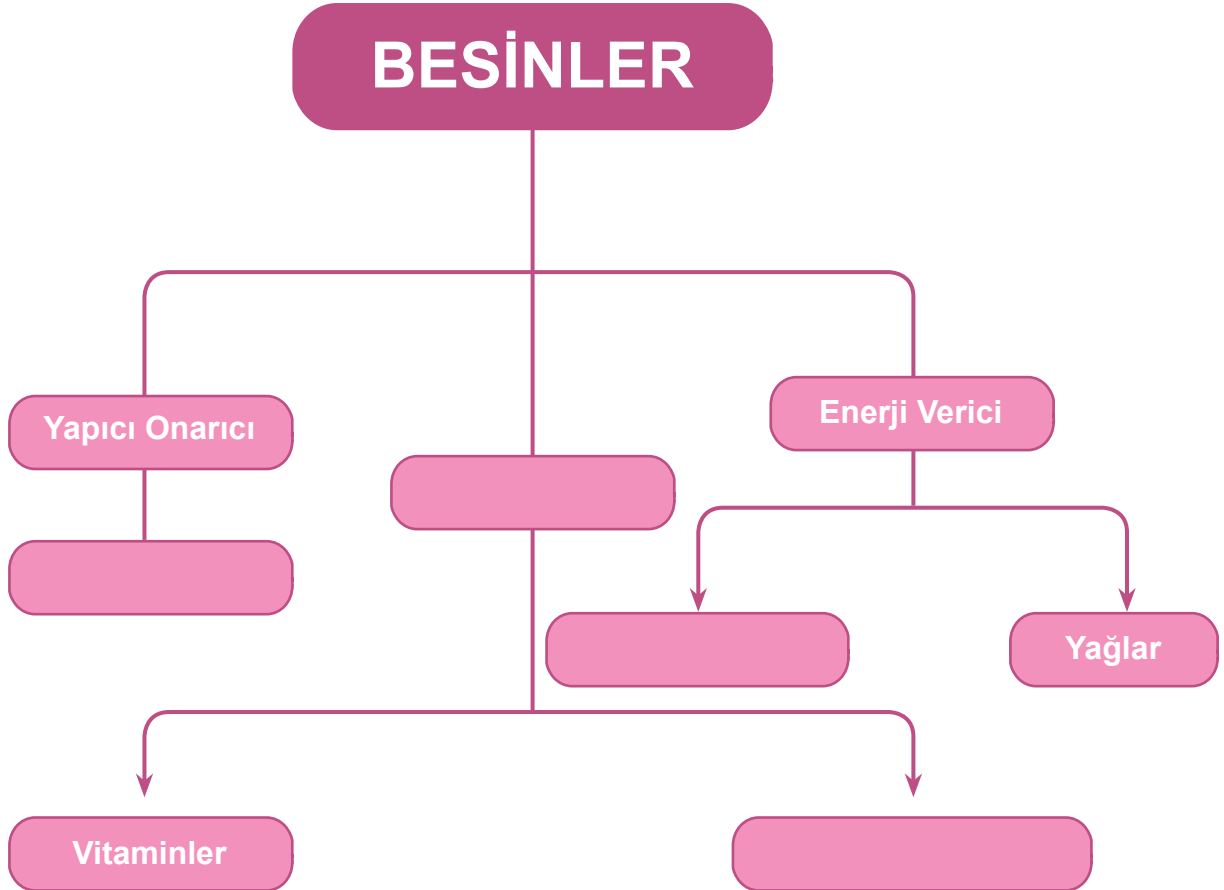 BESİNLER
Yapıcı Onarıcı
Enerji Verici
Yağlar
Vitaminler